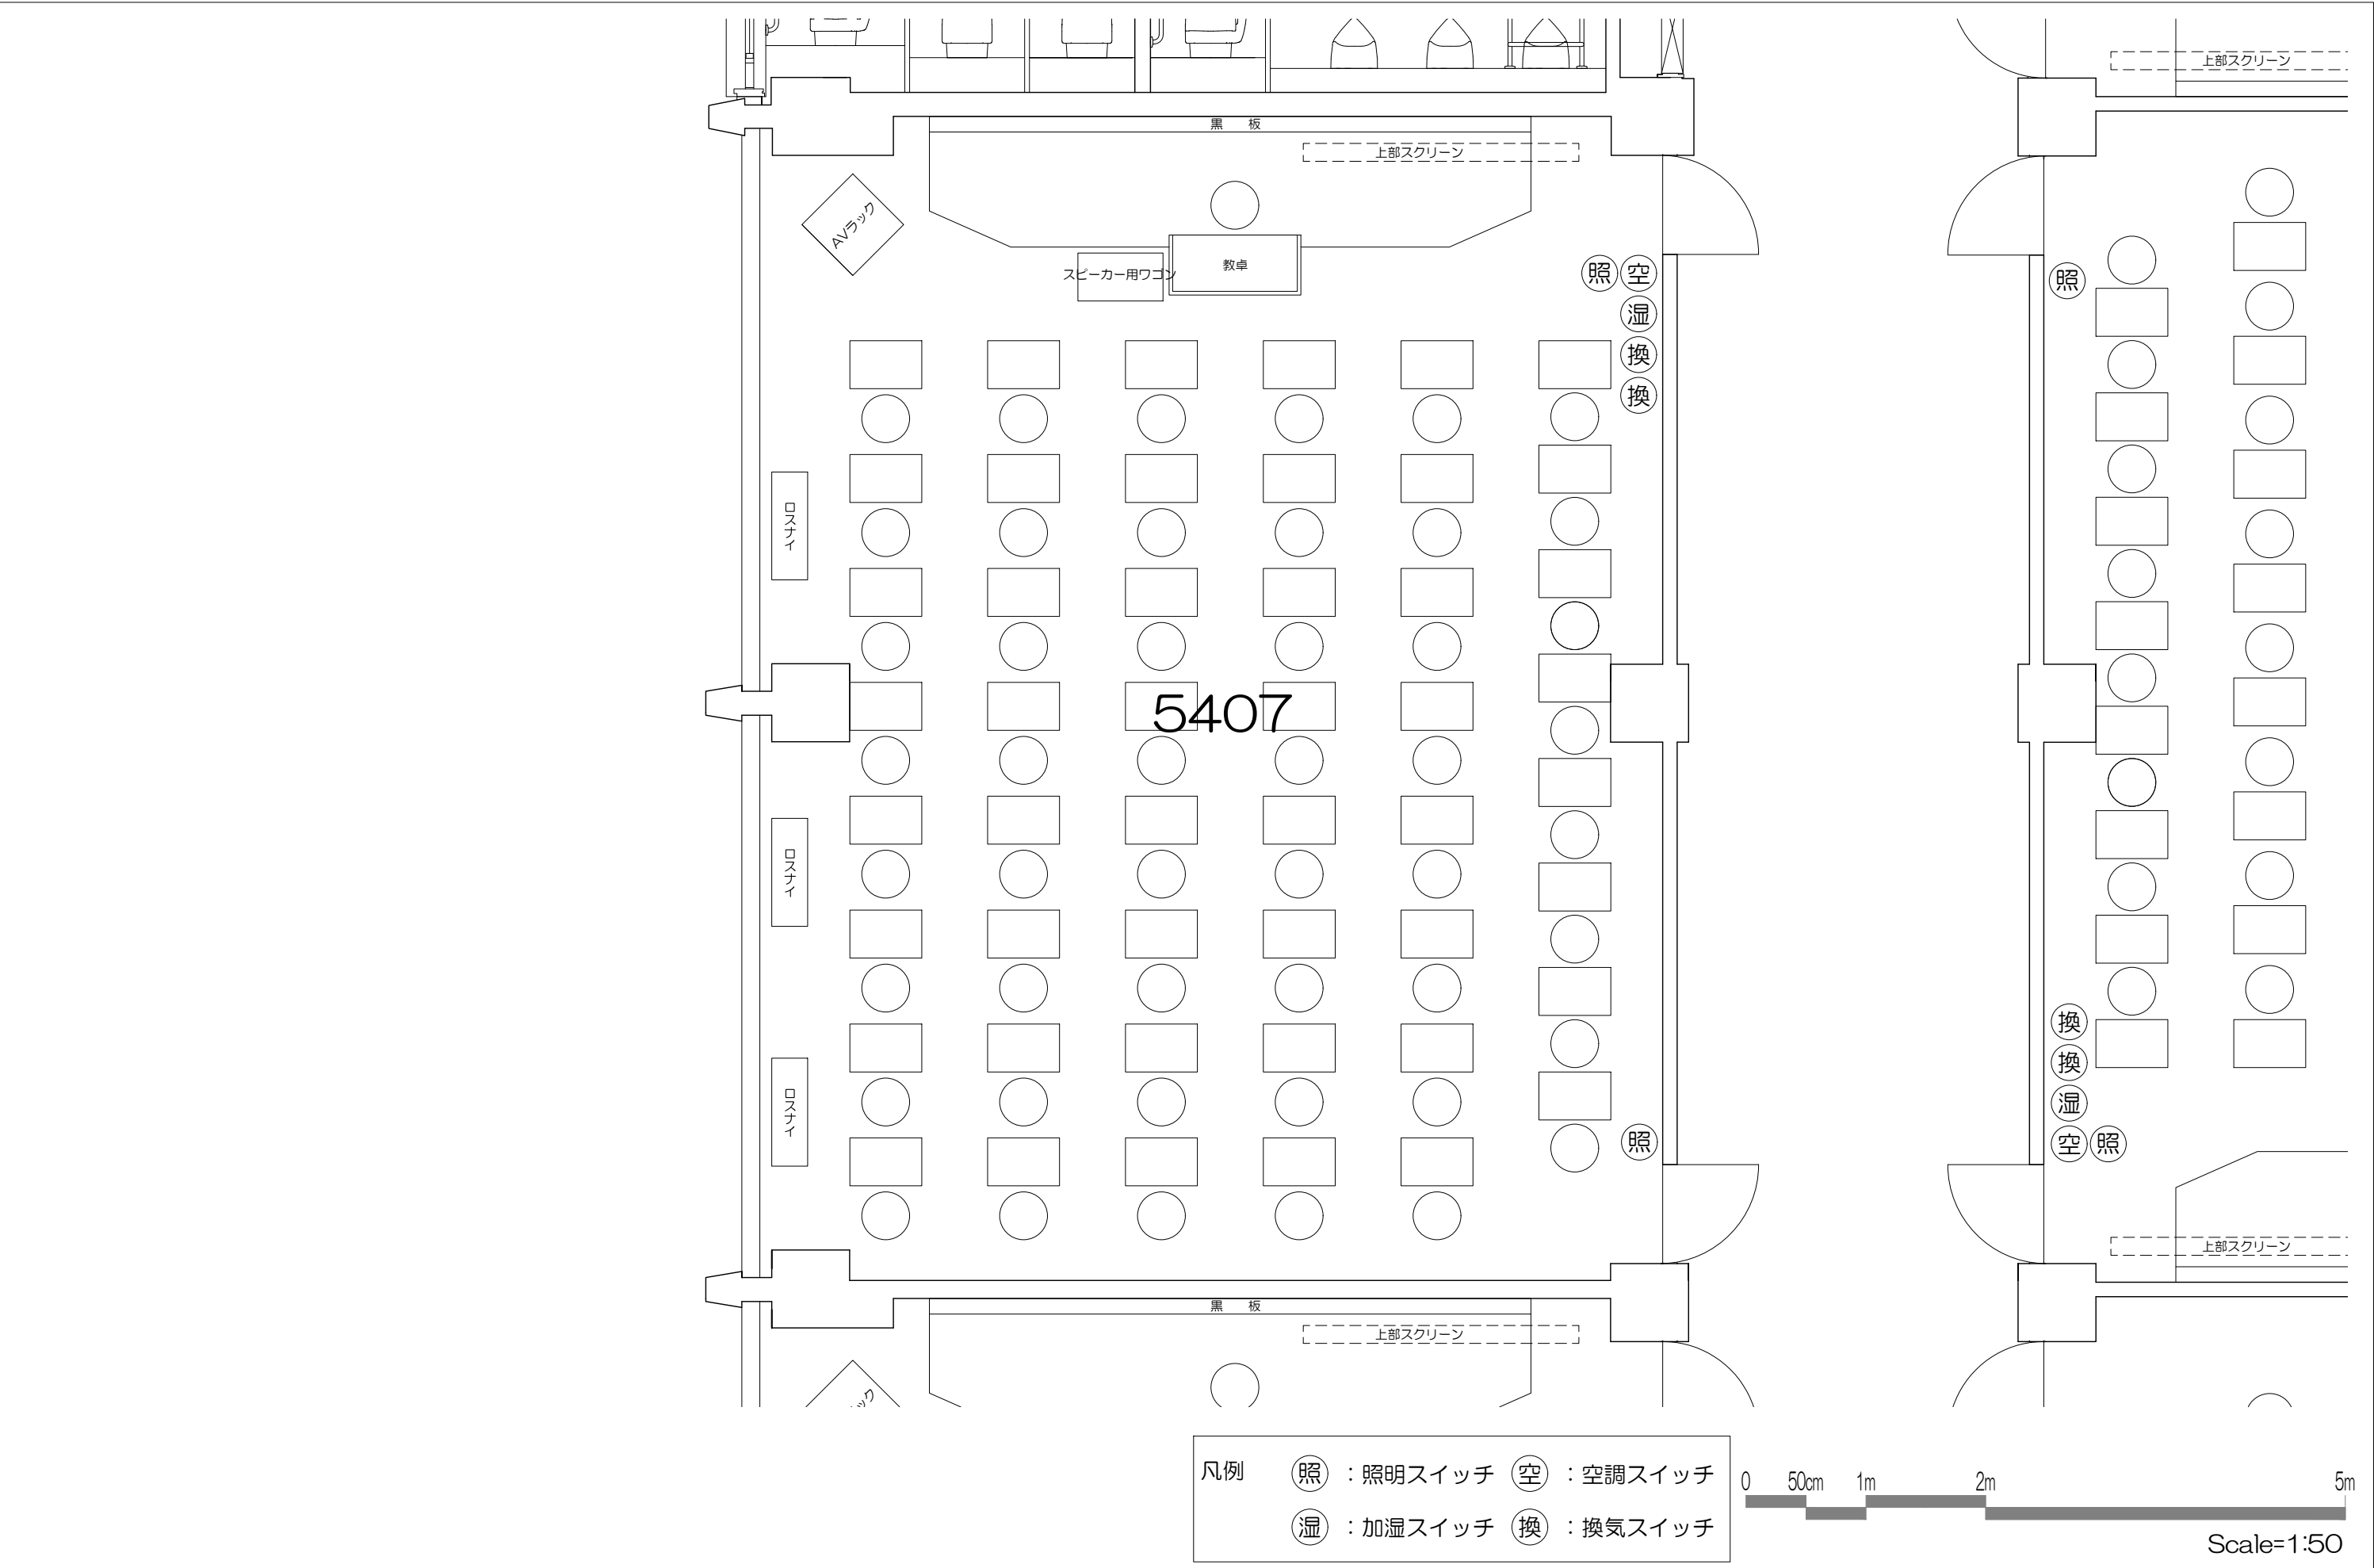 上部スクリーン
黒 板
上部スクリーン
AVラック
スピーカー用ワゴン
教卓
照 空
照
湿
換
換
ロスナイ
5407
ロスナイ
換
換
ロスナイ
湿
照
空 照
上部スクリーン
黒 板
上部スクリーン
凡例
照 :照明スイッチ 空 :空調スイッチ
湿 :加湿スイッチ 換 :換気スイッチ
0 50cm 1m 2m 5m
Scale=1:50